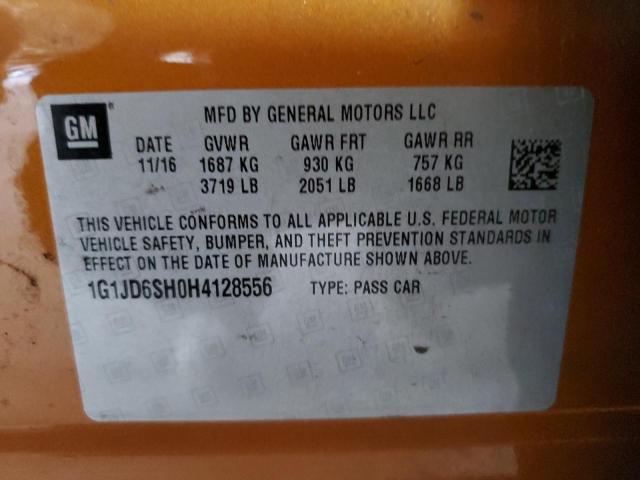 GM
MFD BY GENERAL MOTORS LLC
DATE GVWR GAWR FRT GAWR RR
11/16 1687 KG 930 KG 757 KG
3719 LB 2051 LB 1668 LB
THIS VEHICLE CONFORMS TO ALL APPLICABLE U.S. FEDERAL MOTOR
VEHICLE SAFETY, BUMPER, AND THEFT PREVENTION STANDARDS IN
EFFECT ON THE DATE OF MANUFACTURE SHOWN ABOVE.
1G1JD6SH0H4128556 TYPE: PASS CAR